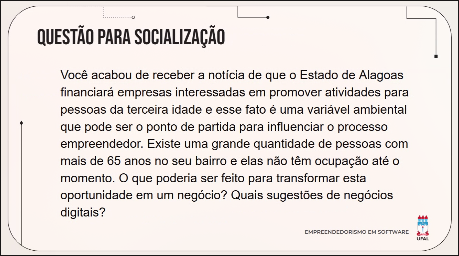 QUESTÃO PARA SOCIALIZAÇÃO
Você acabou de receber a notícia de que o Estado de Alagoas
financiará empresas interessadas em promover atividades para
pessoas da terceira idade e esse fato é uma variável ambiental
que pode ser o ponto de partida para influenciar o processo
empreendedor. Existe uma grande quantidade de pessoas com
mais de 65 anos no seu bairro e elas não têm ocupação até o
momento. O que poderia ser feito para transformar esta
oportunidade em um negócio? Quais sugestões de negócios
digitais?
EMPREENDEDORISMO EM SOFTWARE
UFAL